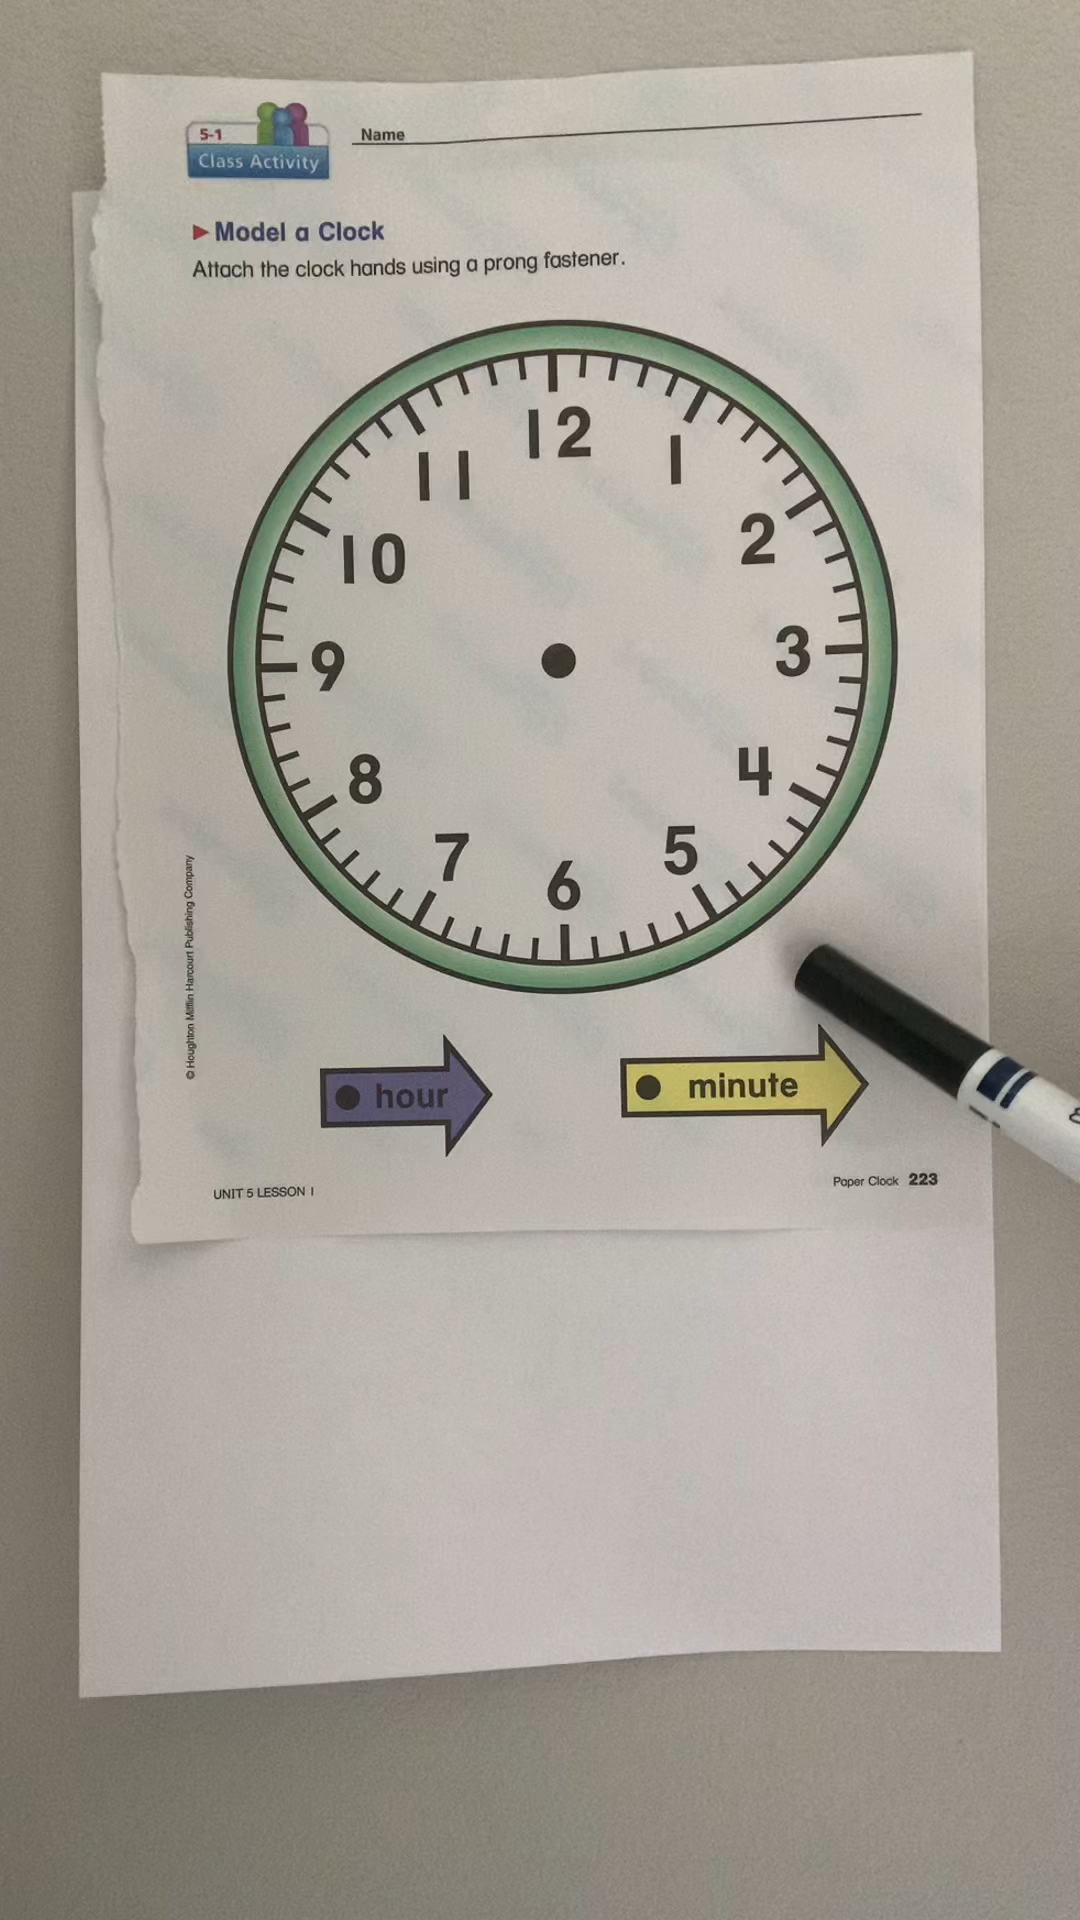 5-1
Class Activity
Name
Model a Clock
Attach the clock hands using a prong fastener.
12
11
1
10
2
9
3
8
4
7
5
6
© Houghton Mifflin Harcourt Publishing Company
hour
minute
UNIT 5 LESSON 1
Paper Clock 223